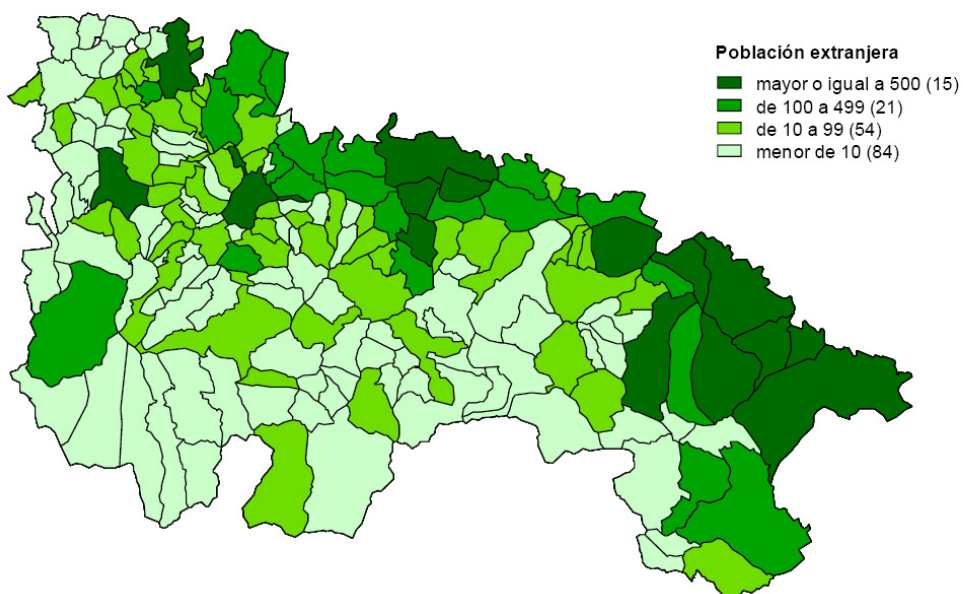 Población extranjera
mayor o igual a 500 (15)
de 100 a 499 (21)
de 10 a 99 (54)
menor de 10 (84)